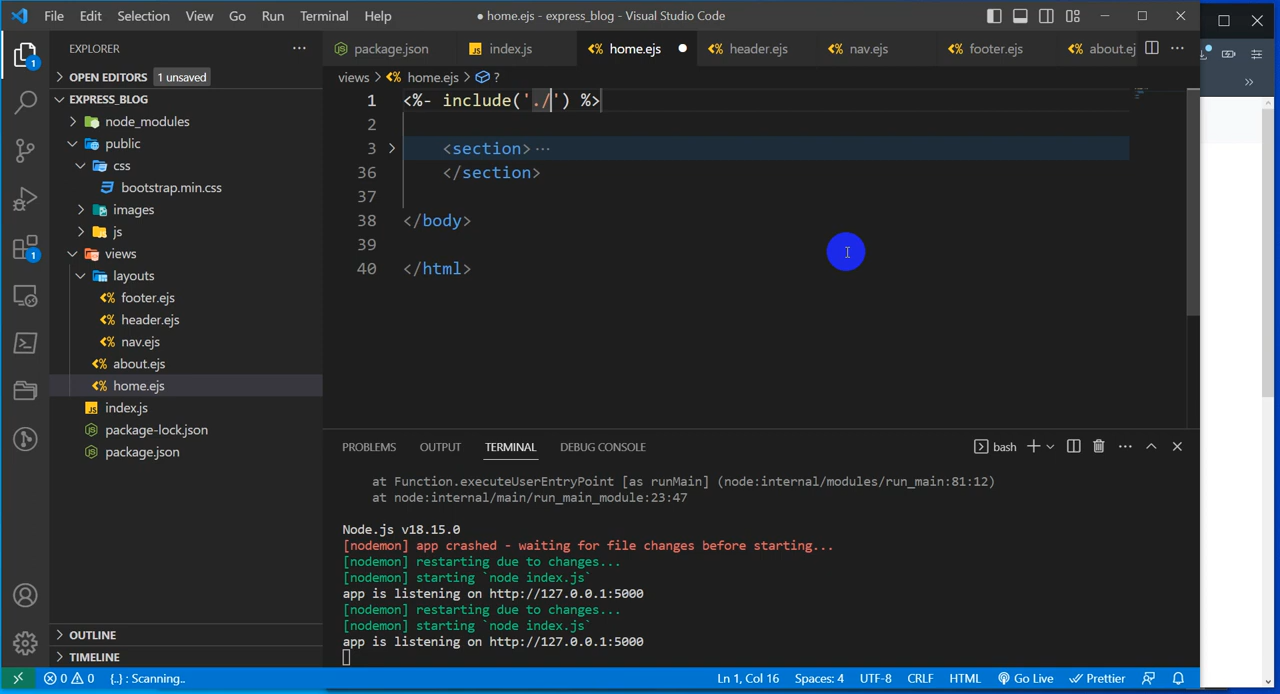 File Edit Selection View Go Run Terminal Help
● home.ejs - express_blog - Visual Studio Code
EXPLORER
package.json
index.js
home.ejs
header.ejs
nav.ejs
footer.ejs
about.ej
OPEN EDITORS 1 unsaved
views > home.ejs > ?
EXPRESS_BLOG
node_modules
public
css
bootstrap.min.css
images
js
views
layouts
footer.ejs
header.ejs
nav.ejs
about.ejs
home.ejs
index.js
package-lock.json
package.json
OUTLINE
TIMELINE
1 <%- include('./') %>
2
3 <section>···
36 </section>
37
38 </body>
39
40 </html>
PROBLEMS OUTPUT TERMINAL DEBUG CONSOLE
bash
at Function.executeUserEntryPoint [as runMain] (node:internal/modules/run_main:81:12)
at node:internal/main/run_main_module:23:47
Node.js v18.15.0
[nodemon] app crashed - waiting for file changes before starting...
[nodemon] restarting due to changes...
[nodemon] starting `node index.js`
app is listening on http://127.0.0.1:5000
[nodemon] restarting due to changes...
[nodemon] starting `node index.js`
app is listening on http://127.0.0.1:5000
0 0 {..} : Scanning..
Ln 1, Col 16 Spaces: 4 UTF-8 CRLF HTML Go Live Prettier